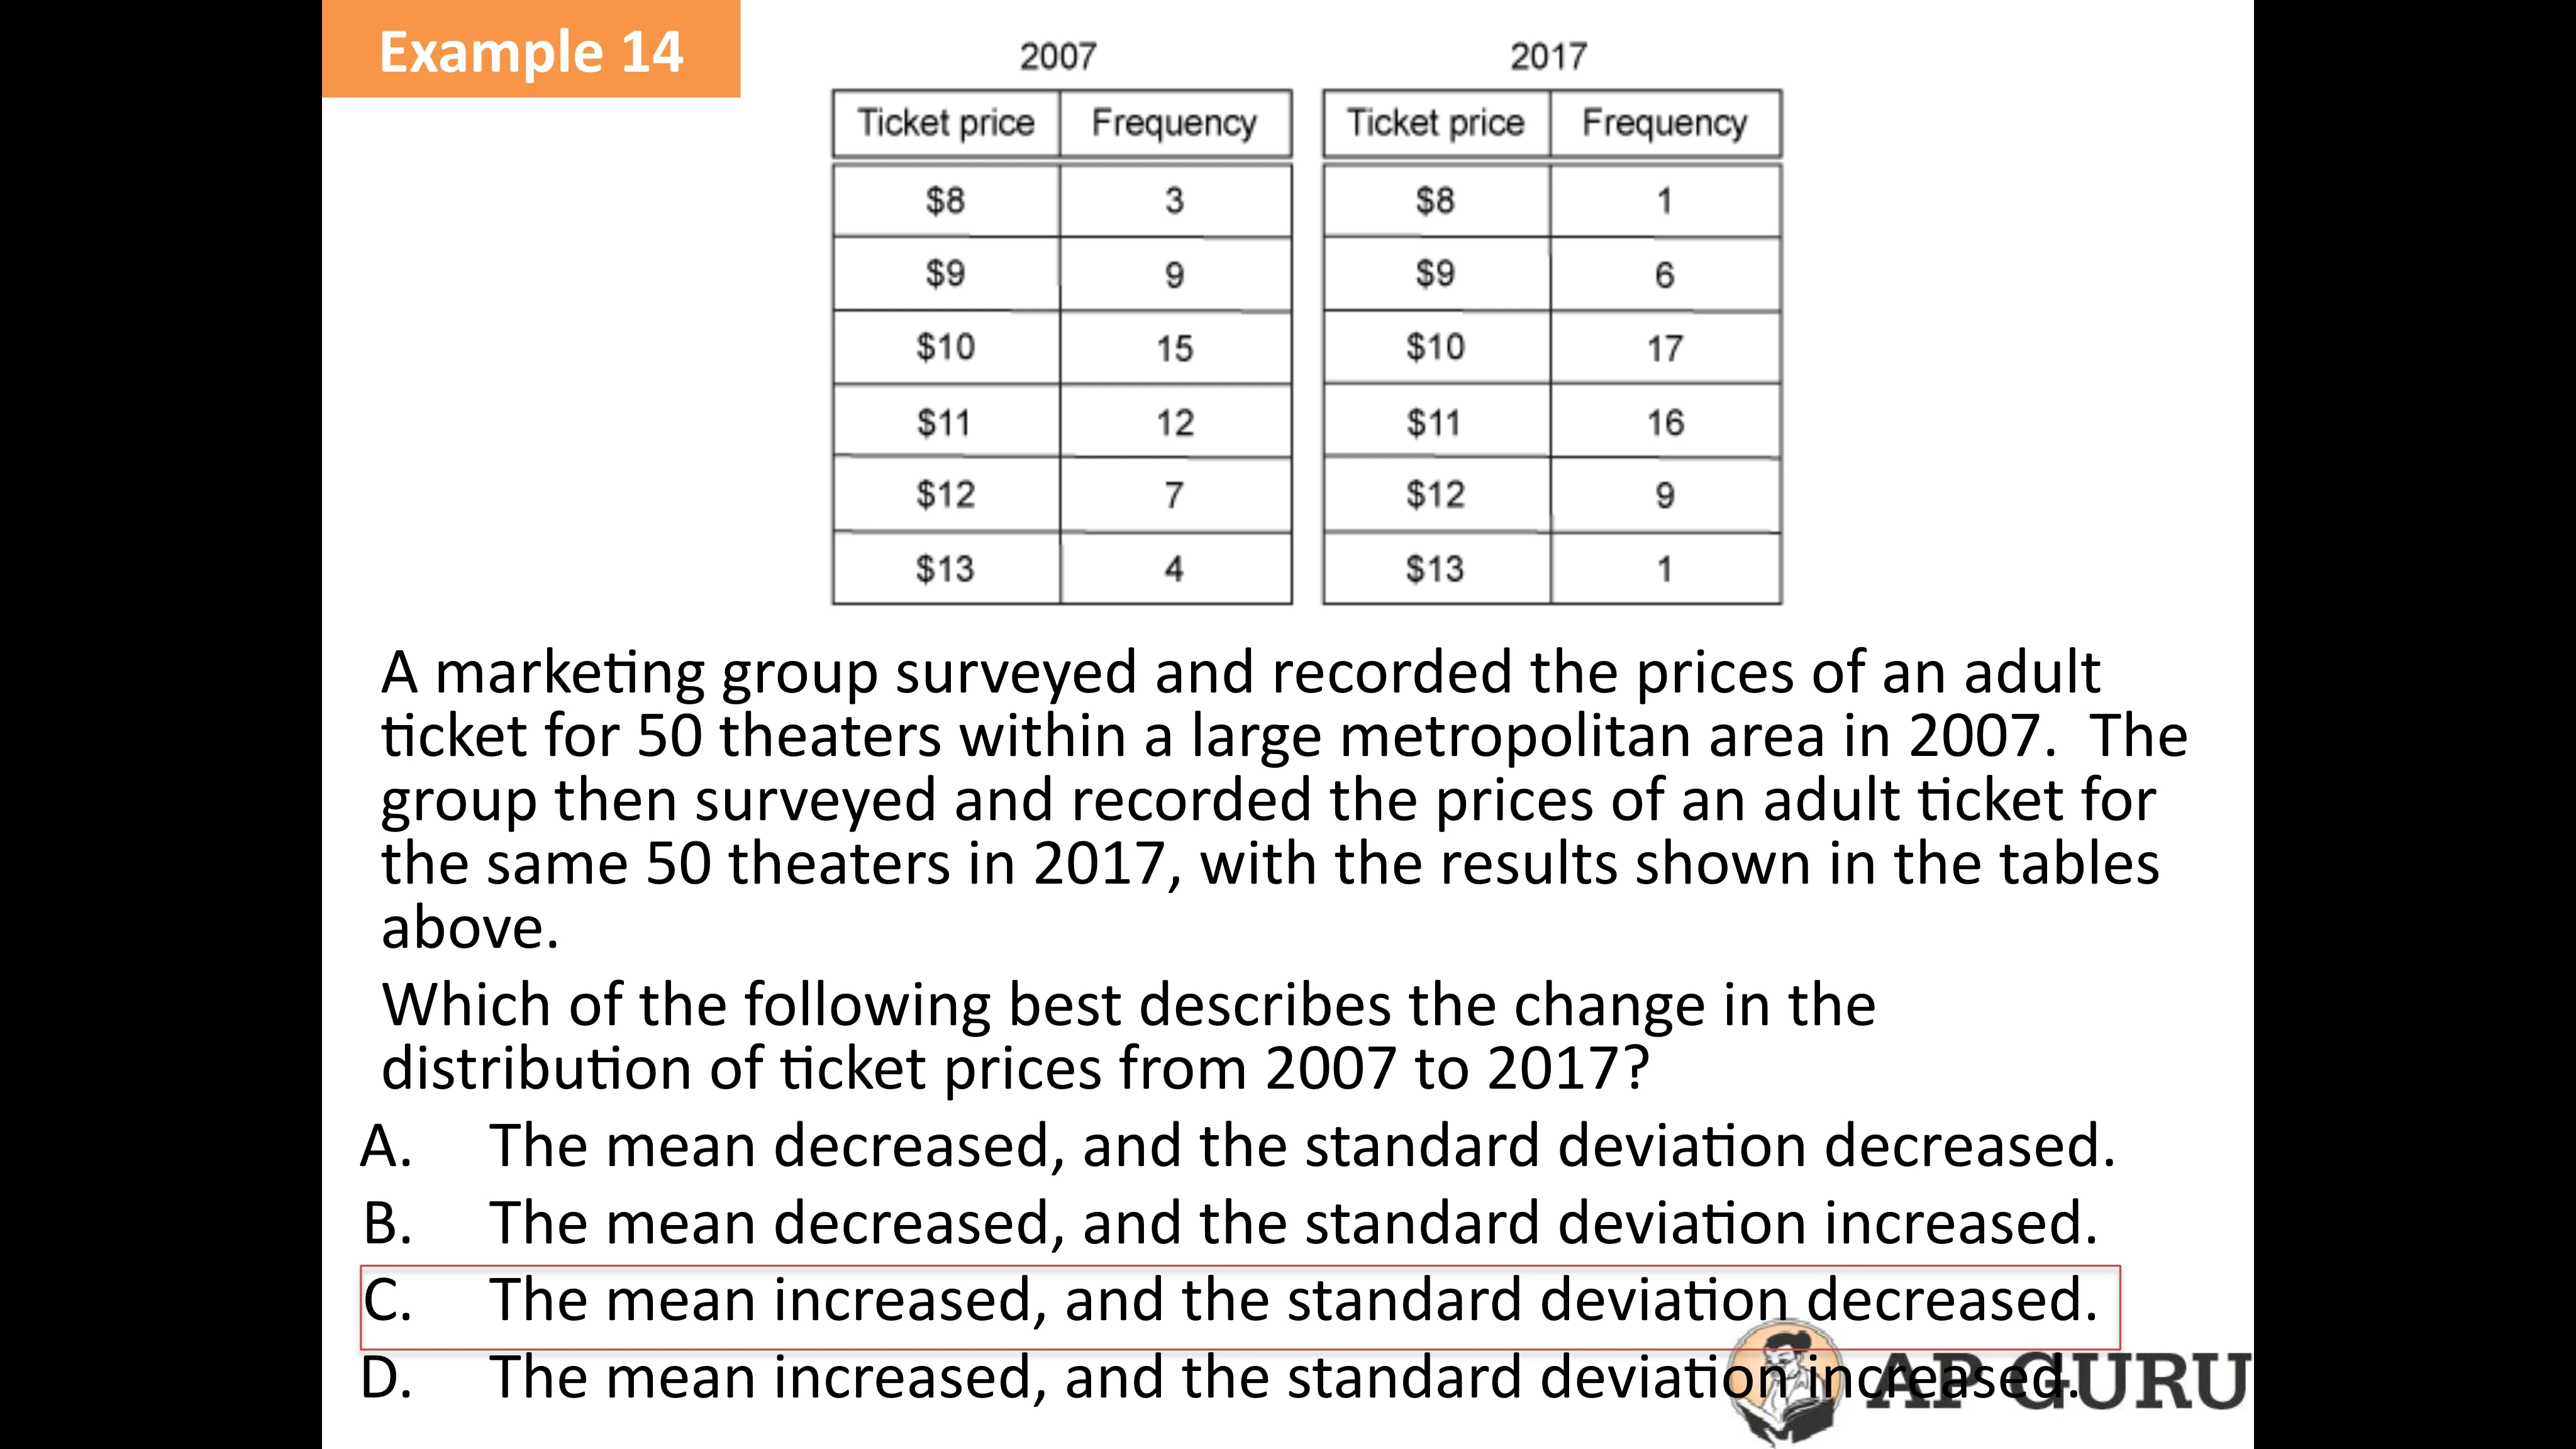 Example 14
2007 2017
Ticket price Frequency Ticket price Frequency
$8 3 $8 1
$9 9 $9 6
$10 15 $10 17
$11 12 $11 16
$12 7 $12 9
$13 4 $13 1
A marketing group surveyed and recorded the prices of an adult
ticket for 50 theaters within a large metropolitan area in 2007. The
group then surveyed and recorded the prices of an adult ticket for
the same 50 theaters in 2017, with the results shown in the tables
above.
Which of the following best describes the change in the
distribution of ticket prices from 2007 to 2017?
A. The mean decreased, and the standard deviation decreased.
B. The mean decreased, and the standard deviation increased.
C. The mean increased, and the standard deviation decreased.
D. The mean increased, and the standard deviation increased.
AP GURU